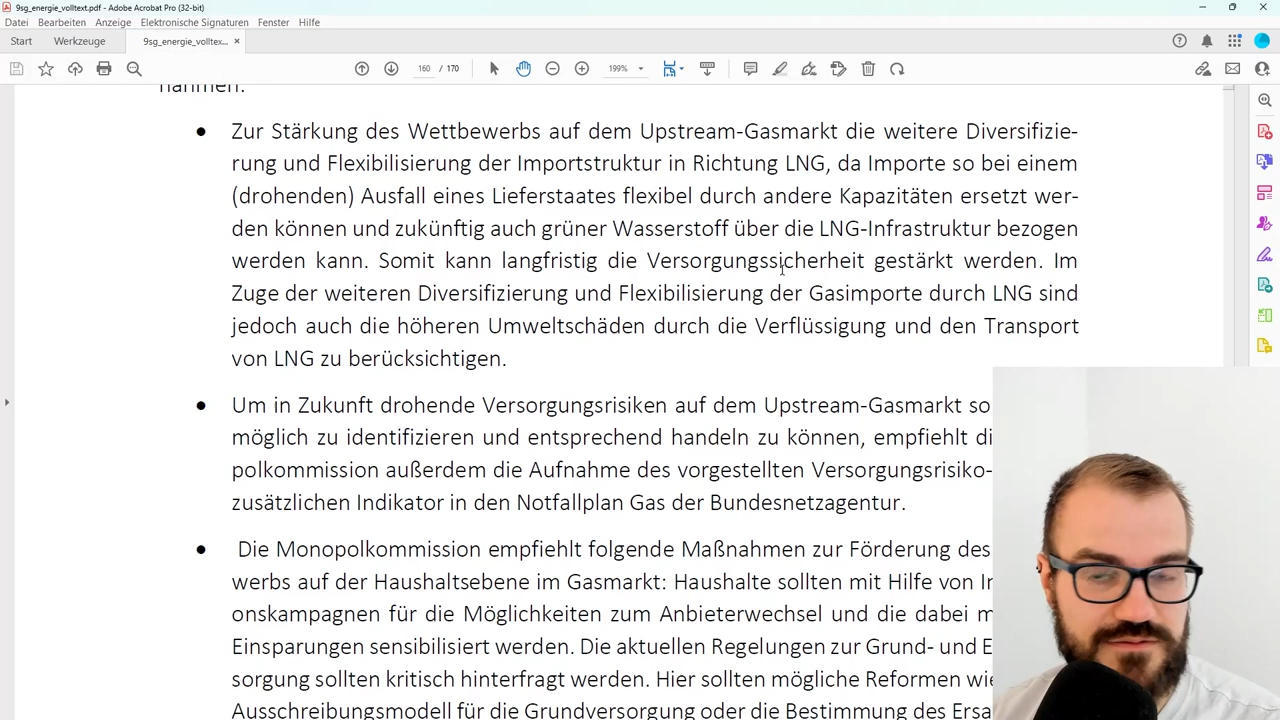 9sg_energie_volltext.pdf - Adobe Acrobat Pro (32-bit)
Datei Bearbeiten Anzeige Elektronische Signaturen Fenster Hilfe
Start Werkzeuge 9sg_energie_volltex... ×
160 / 170 199%
nahmen.
• Zur Stärkung des Wettbewerbs auf dem Upstream-Gasmarkt die weitere Diversifizie-
rung und Flexibilisierung der Importstruktur in Richtung LNG, da Importe so bei einem
(drohenden) Ausfall eines Lieferstaates flexibel durch andere Kapazitäten ersetzt wer-
den können und zukünftig auch grüner Wasserstoff über die LNG-Infrastruktur bezogen
werden kann. Somit kann langfristig die Versorgungssicherheit gestärkt werden. Im
Zuge der weiteren Diversifizierung und Flexibilisierung der Gasimporte durch LNG sind
jedoch auch die höheren Umweltschäden durch die Verflüssigung und den Transport
von LNG zu berücksichtigen.
• Um in Zukunft drohende Versorgungsrisiken auf dem Upstream-Gasmarkt so
möglich zu identifizieren und entsprechend handeln zu können, empfiehlt di
polkommission außerdem die Aufnahme des vorgestellten Versorgungsrisiko-
zusätzlichen Indikator in den Notfallplan Gas der Bundesnetzagentur.
• Die Monopolkommission empfiehlt folgende Maßnahmen zur Förderung des
werbs auf der Haushaltsebene im Gasmarkt: Haushalte sollten mit Hilfe von In
onskampagnen für die Möglichkeiten zum Anbieterwechsel und die dabei m
Einsparungen sensibilisiert werden. Die aktuellen Regelungen zur Grund- und E
sorgung sollten kritisch hinterfragt werden. Hier sollten mögliche Reformen wie
Ausschreibungsmodell für die Grundversorgung oder die Bestimmung des Ersa